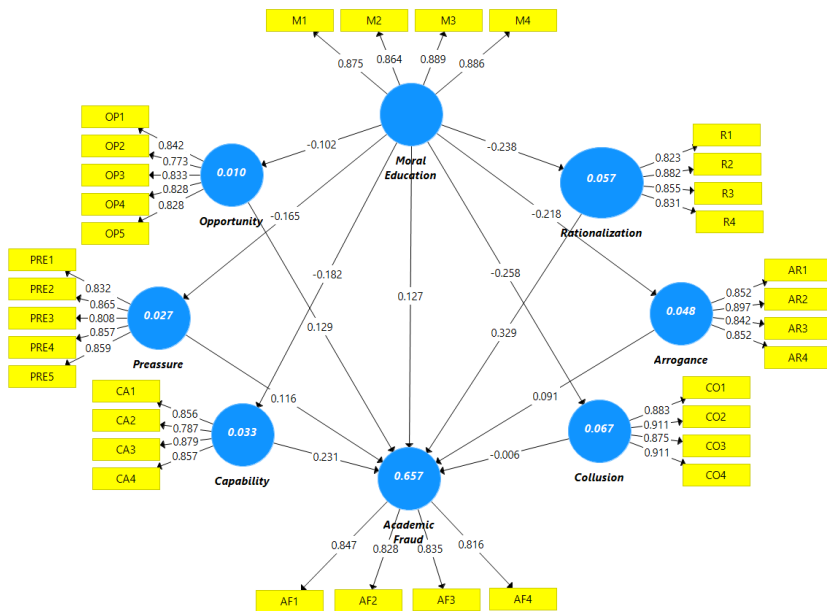 M1 M2 M3 M4
0.875 0.864 0.889 0.886
Moral
Education
OP1
OP2
OP3
OP4
OP5
0.842
0.773
0.833
0.828
0.828
0.010
Opportunity
-0.102
-0.238
R1
R2
R3
R4
0.823
0.882
0.855
0.831
0.057
Rationalization
-0.165
-0.218
-0.182
-0.258
0.127
PRE1
PRE2
PRE3
PRE4
PRE5
0.832
0.865
0.808
0.857
0.859
0.027
Preassure
0.129
0.329
AR1
AR2
AR3
AR4
0.852
0.897
0.842
0.852
0.048
Arrogance
0.116
0.091
CA1
CA2
CA3
CA4
0.856
0.787
0.879
0.857
0.033
Capability
0.231
-0.006
CO1
CO2
CO3
CO4
0.883
0.911
0.875
0.911
0.067
Collusion
0.657
Academic
Fraud
0.847 0.828 0.835 0.816
AF1 AF2 AF3 AF4